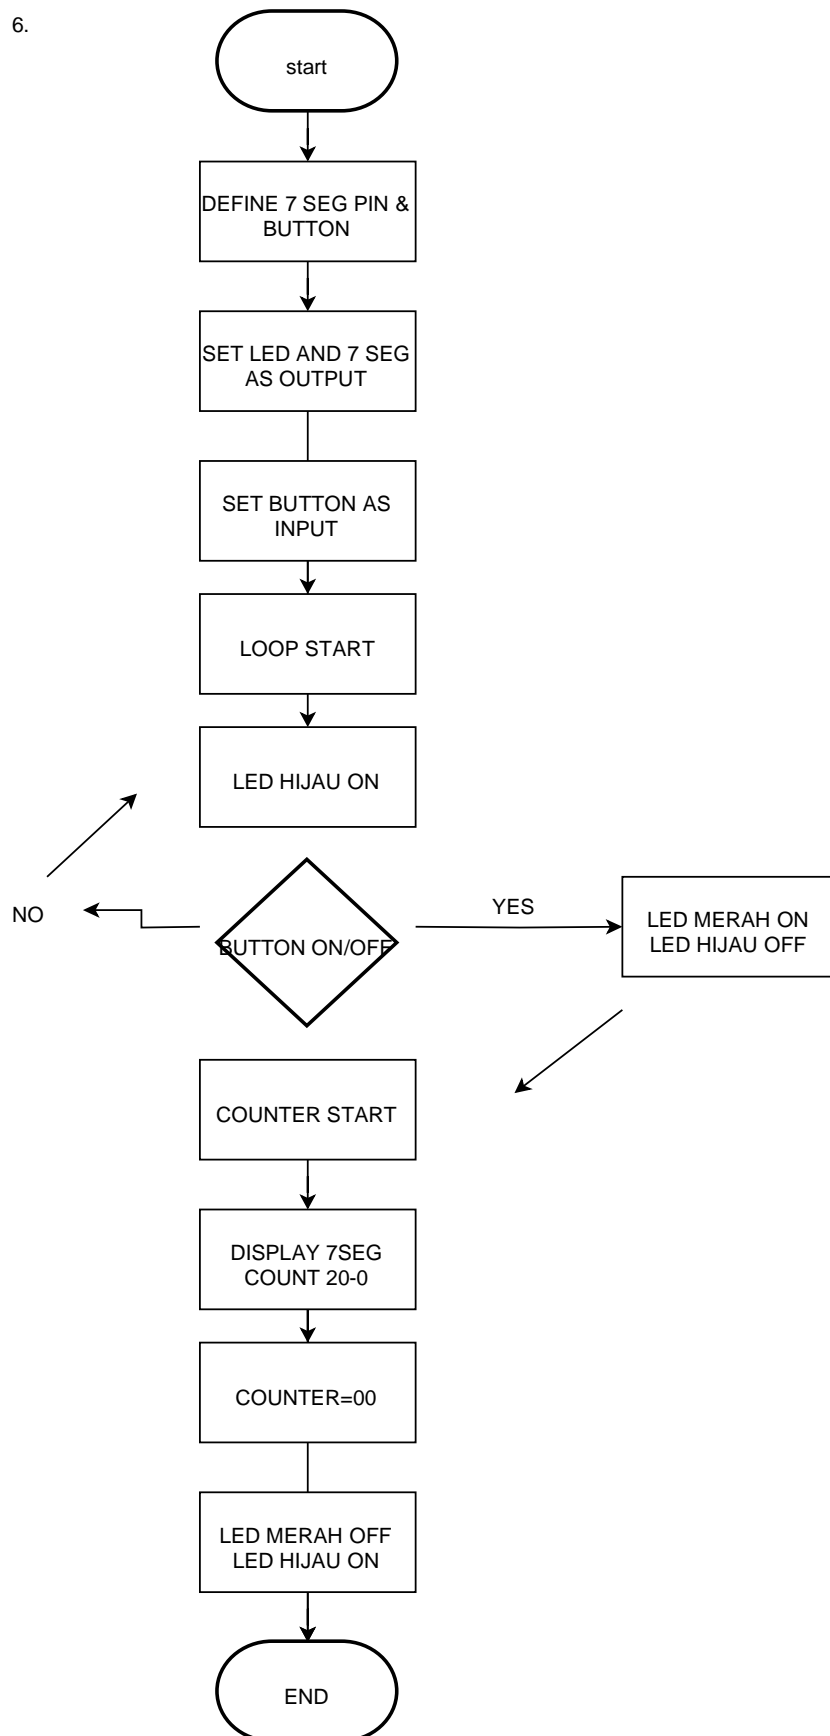 6.
start
DEFINE 7 SEG PIN &
BUTTON
SET LED AND 7 SEG
AS OUTPUT
SET BUTTON AS
INPUT
LOOP START
LED HIJAU ON
NO
BUTTON ON/OFF
YES
LED MERAH ON
LED HIJAU OFF
COUNTER START
DISPLAY 7SEG
COUNT 20-0
COUNTER=00
LED MERAH OFF
LED HIJAU ON
END